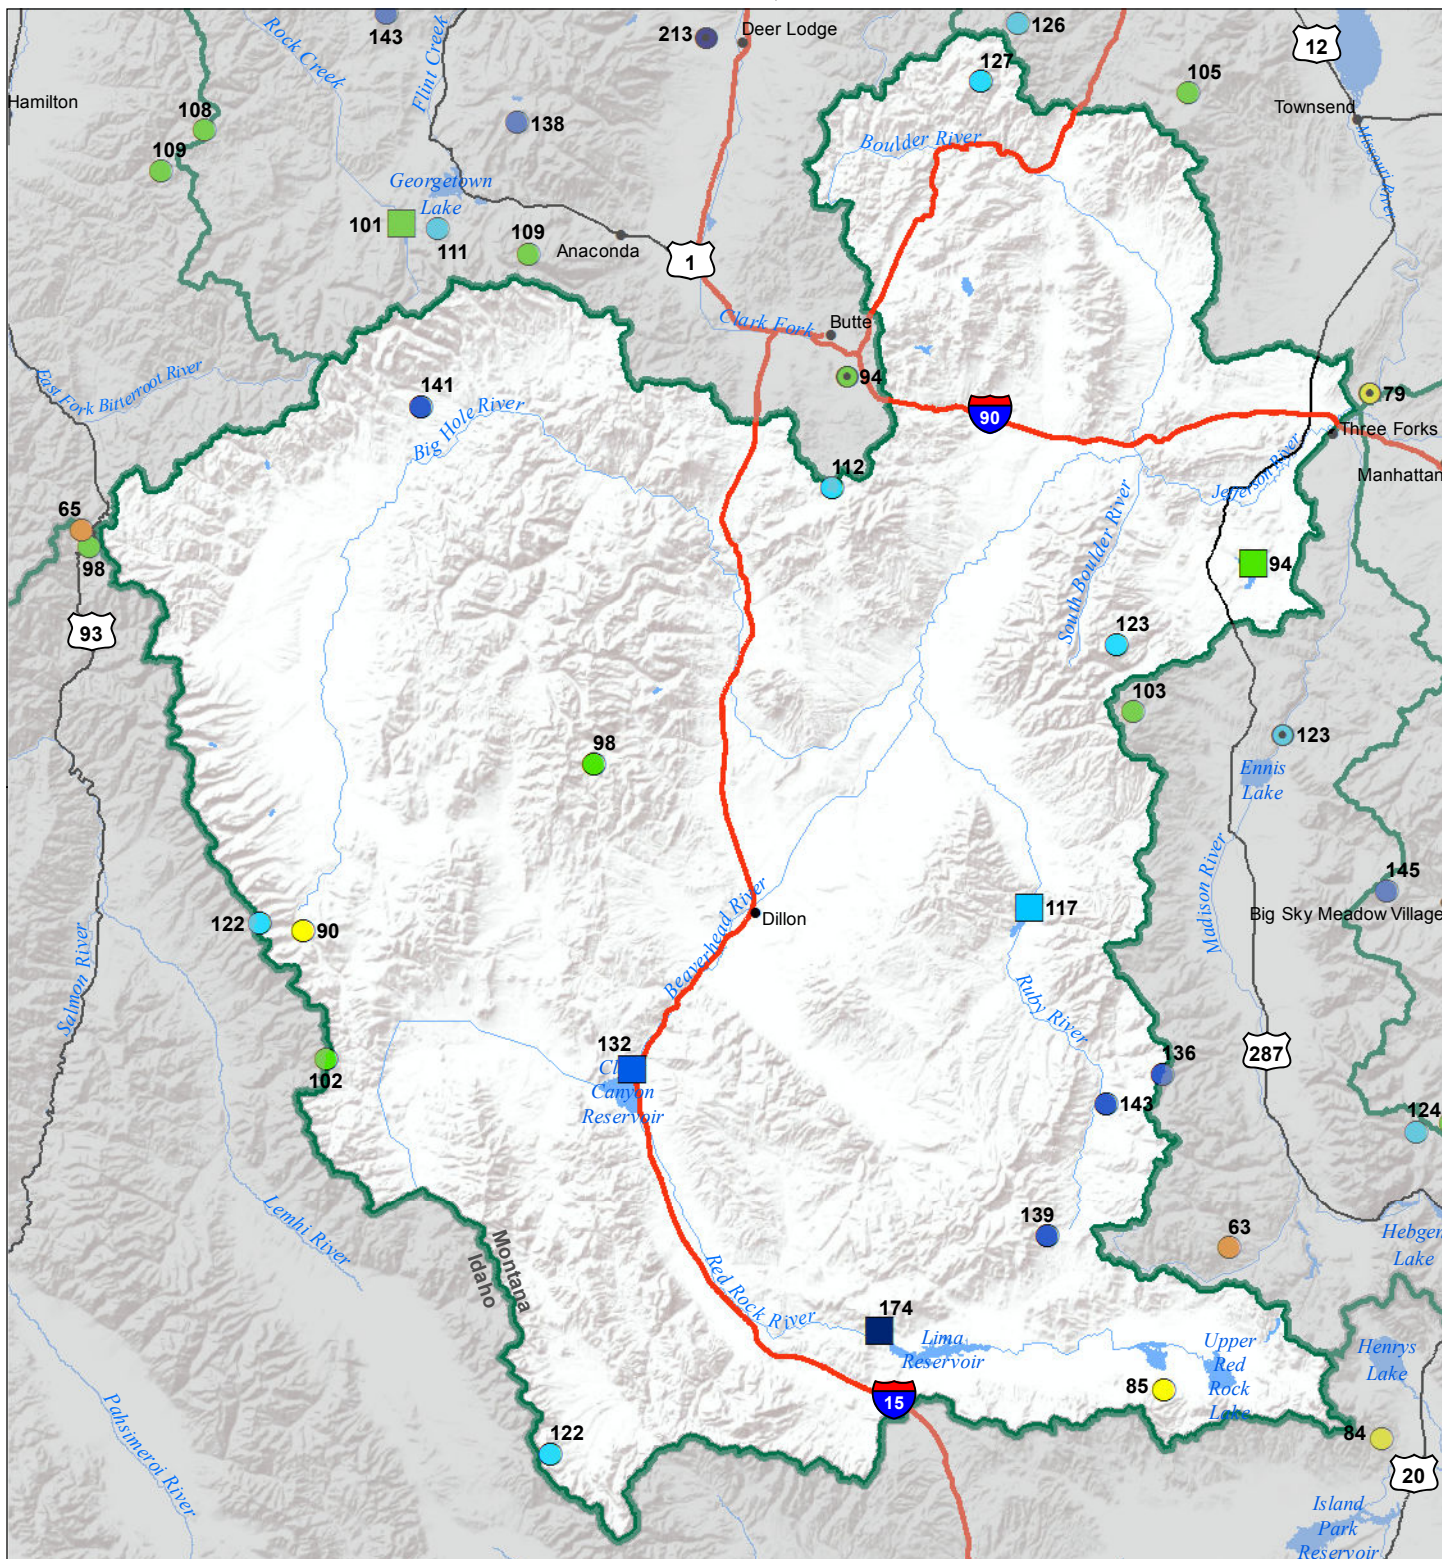 143
Rock Creek
Flint Creek
213
Deer Lodge
126
12
127
105
Hamilton
108
138
Townsend
Boulder River
Missouri River
109
Georgetown
Lake
101
111
109
Anaconda
1
Clark Fork
Butte
East Fork Bitterroot River
141
94
79
Big Hole River
90
Three Forks
112
Jefferson River
Manhattan
65
98
South Boulder River
94
93
123
103
98
123
Ennis
Lake
145
122
90
Beaverhead River
Dillon
117
Big Sky Meadow Village
Madison River
Salmon River
Ruby River
132
Canyon
Reservoir
136
287
102
143
124
Lemhi River
Montana
Idaho
139
63
Hebgen
Lake
Red Rock River
174
Lima
Reservoir
Upper
Red
Rock
Lake
Henrys
Lake
85
15
Pahsimeroi River
122
84
20
Island
Park
Reservoir